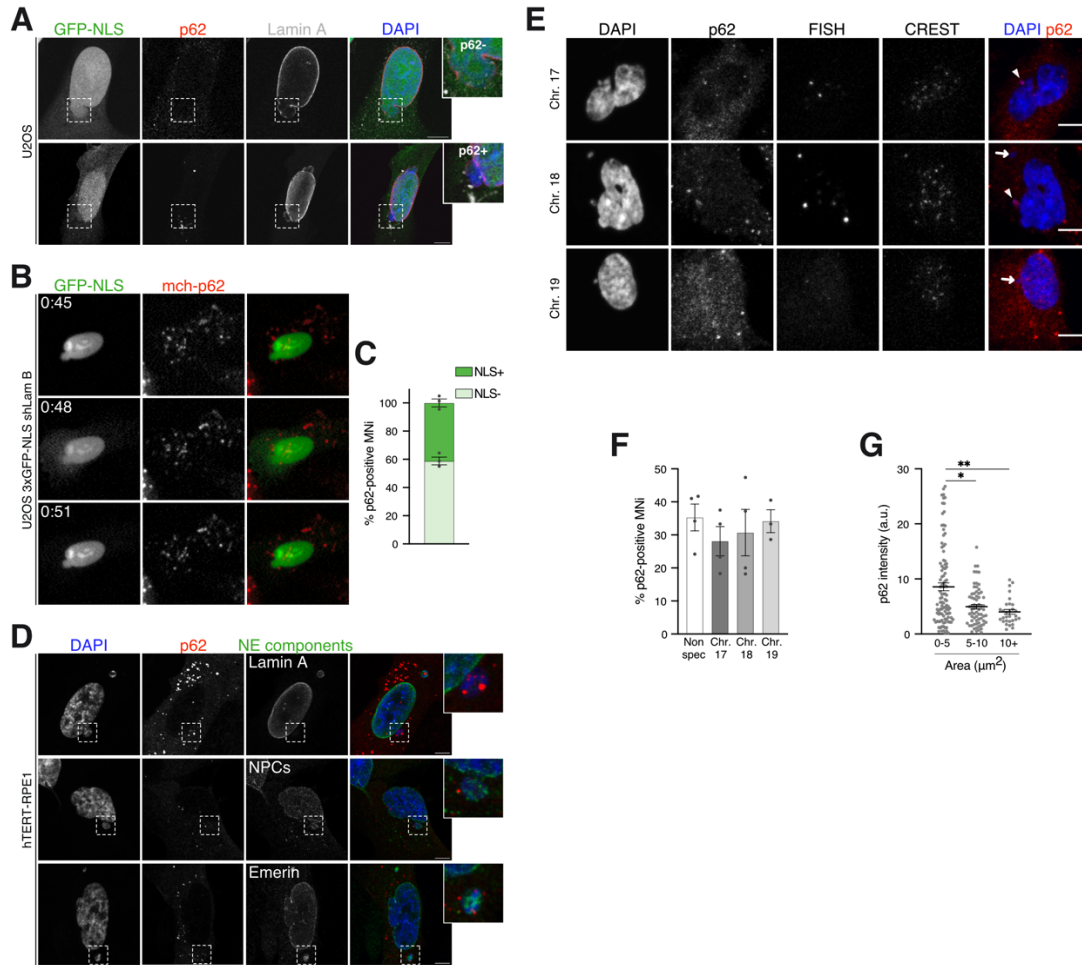 A
GFP-NLS p62 Lamin A DAPI
U2OS
p62-
p62+
B
GFP-NLS mch-p62
U2OS 3xGFP-NLS shLam B
0:45
0:48
0:51
C
NLS+
NLS-
% p62-positive MNi
100
80
60
40
20
0
D
DAPI p62 NE components
hTERT-RPE1
Lamin A
NPCs
Emerin
E
DAPI p62 FISH CREST DAPI p62
Chr. 17
Chr. 18
Chr. 19
F
% p62-positive MNi
50
40
30
20
10
0
Non spec Chr. 17 Chr. 18 Chr. 19
G
p62 intensity (a.u.)
30
20
10
0
**
*
0-5 5-10 10+
Area (µm²)